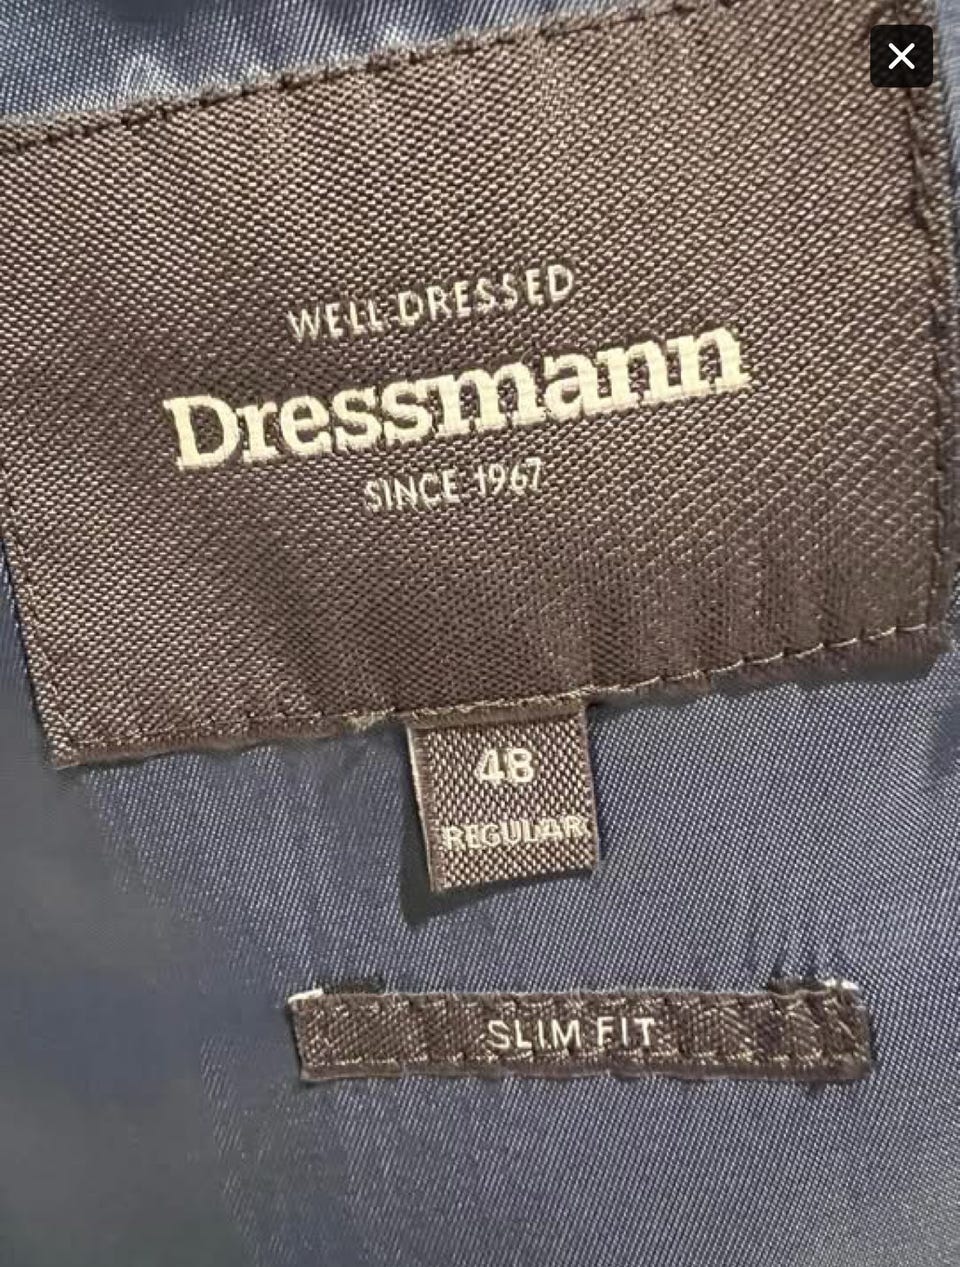 WELL-DRESSED
Dressmann
SINCE 1967
48
REGULAR
SLIM FIT